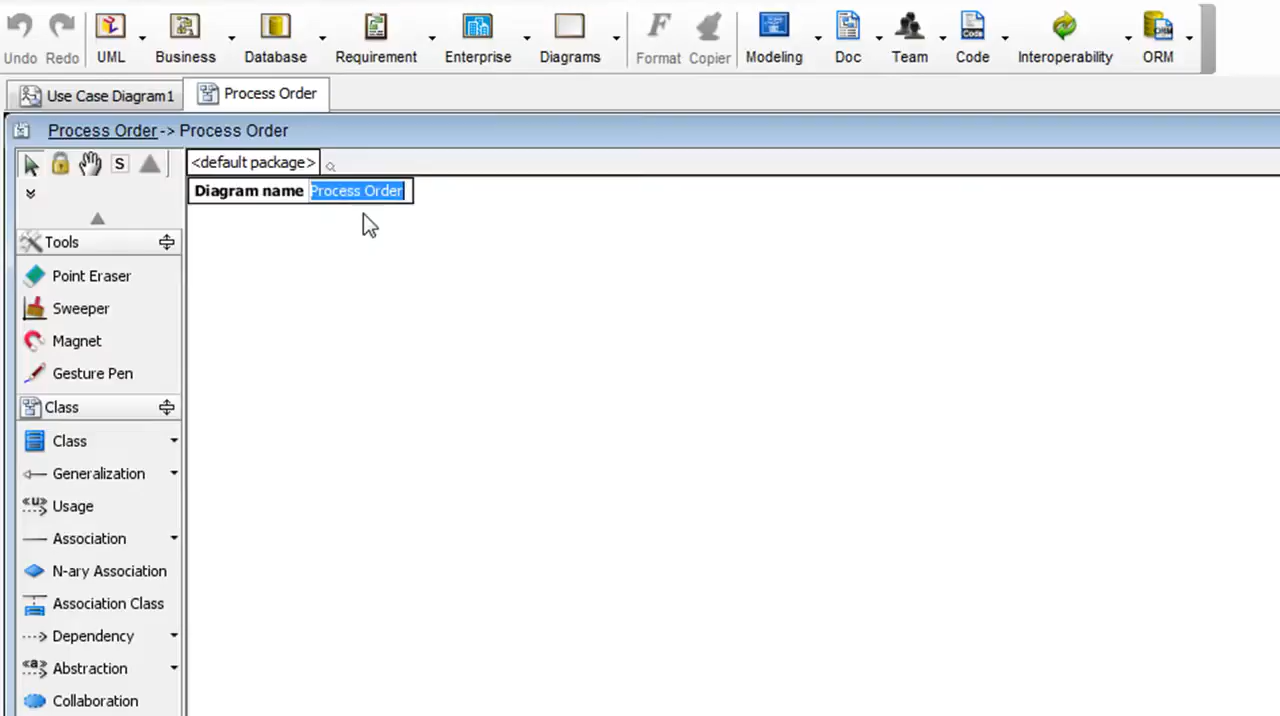 Undo Redo UML Business Database Requirement Enterprise Diagrams Format Copier Modeling Doc Team Code Interoperability ORM
Use Case Diagram1 Process Order
Process Order -> Process Order
S <default package>
Diagram name Process Order
Tools
Point Eraser
Sweeper
Magnet
Gesture Pen
Class
Class
Generalization
«u» Usage
Association
N-ary Association
Association Class
Dependency
«a» Abstraction
Collaboration